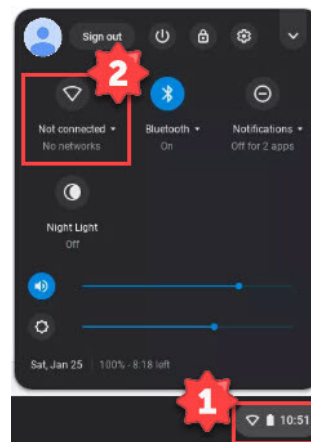 Sign out
2
Not connected
Bluetooth
Notifications
No networks
On
Off for 2 apps
Night Light
Off
Sat, Jan 25
100% - 8:18 left
1
10:51